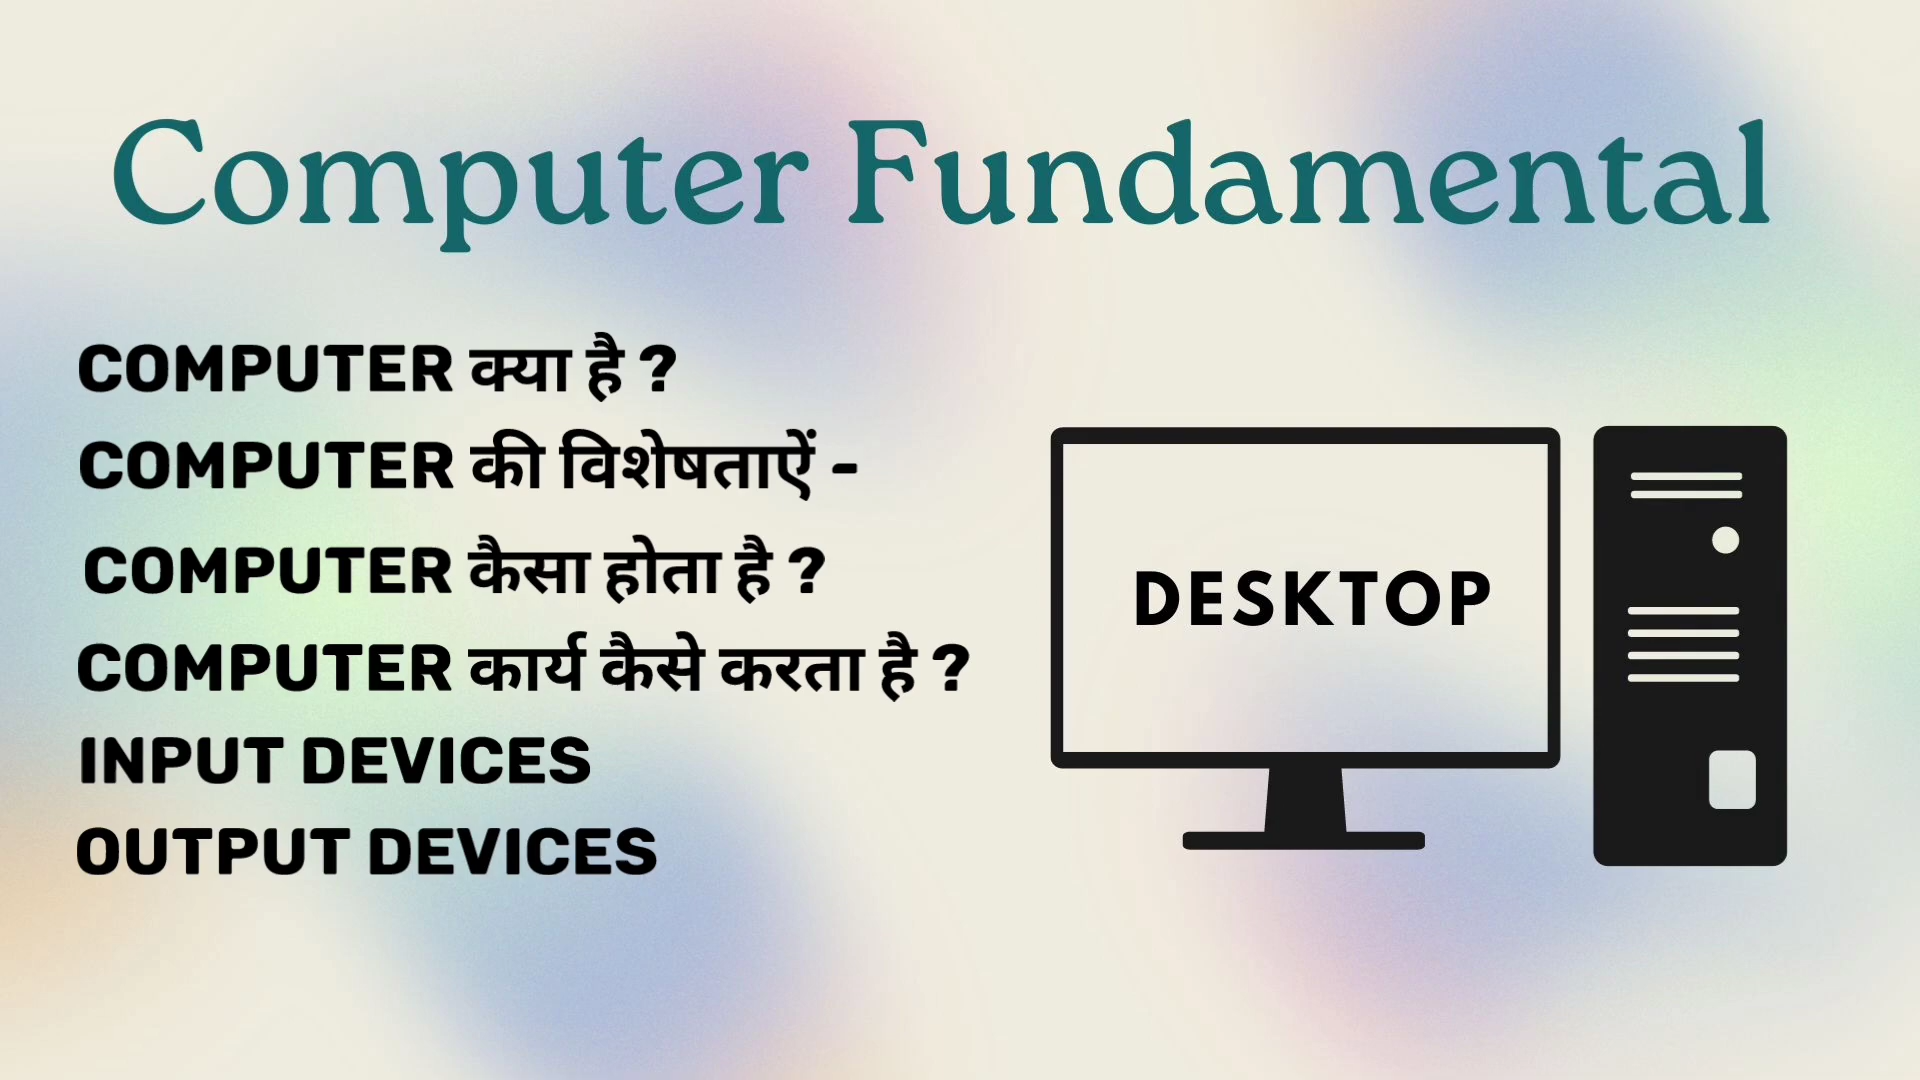 Computer Fundamental
COMPUTER क्या है ?
COMPUTER की विशेषताऐं -
COMPUTER कैसा होता है ?
COMPUTER कार्य कैसे करता है ?
INPUT DEVICES
OUTPUT DEVICES
DESKTOP